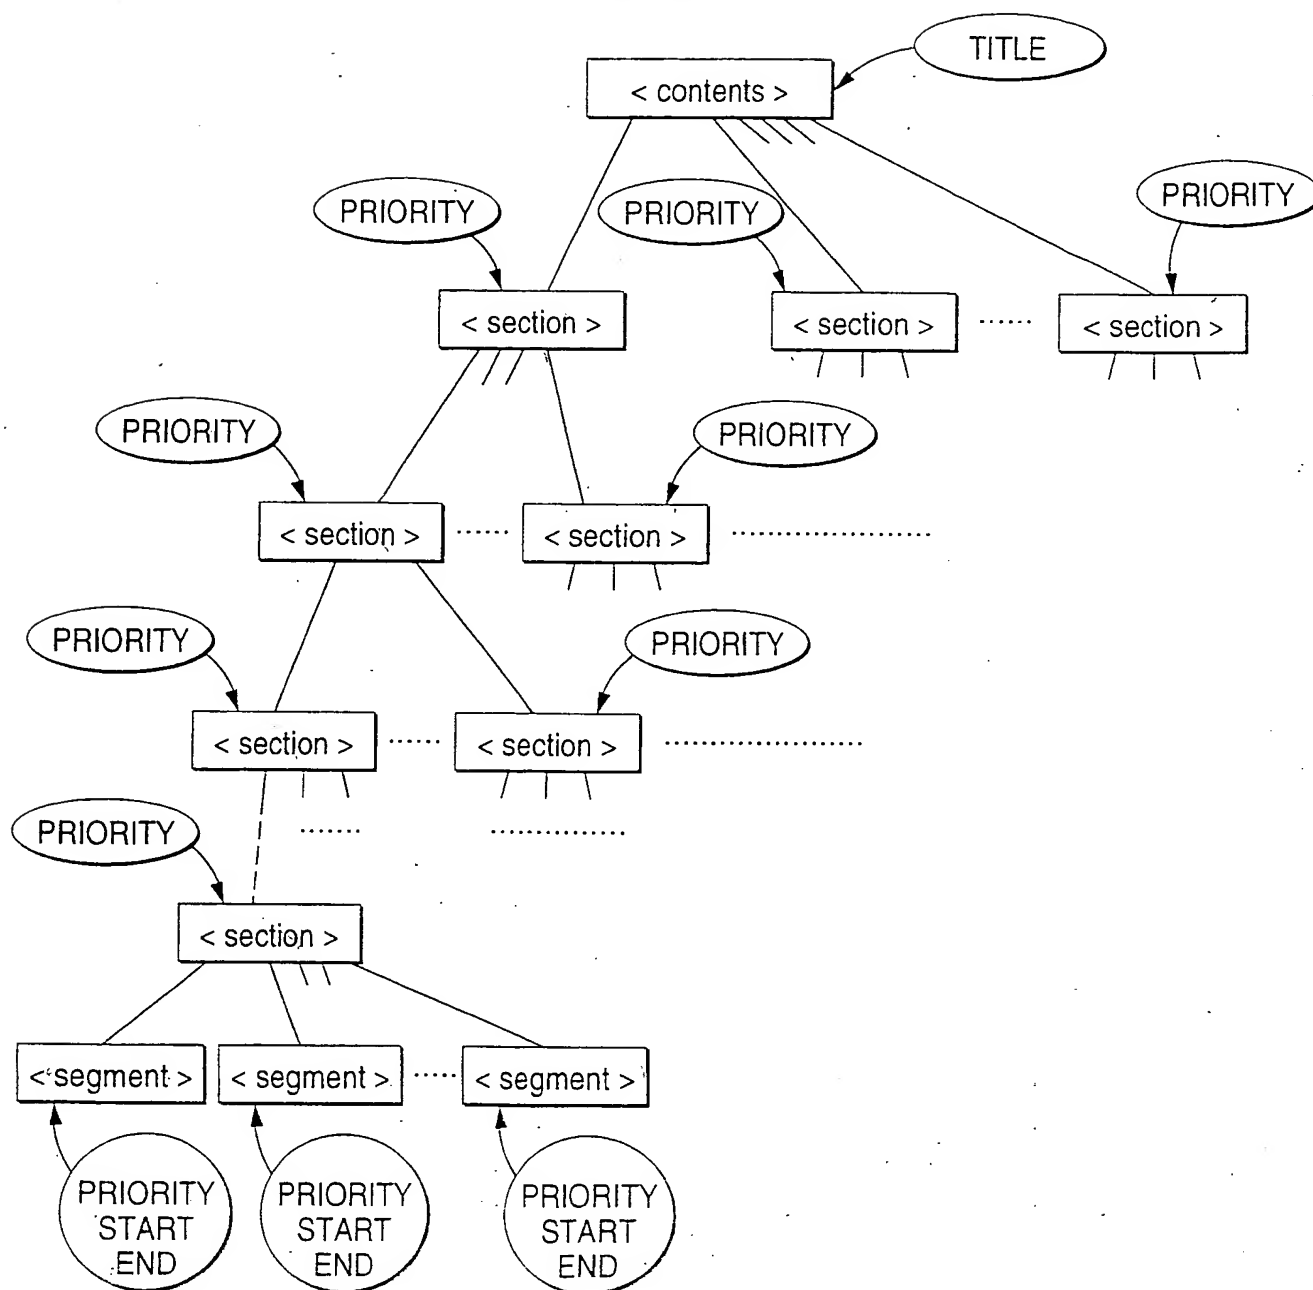 TITLE
< contents >
PRIORITY
PRIORITY
PRIORITY
< section >
< section >
......
< section >
PRIORITY
PRIORITY
< section >
......
< section >
PRIORITY
PRIORITY
< section >
......
< section >
PRIORITY
< section >
< segment >
< segment >
.....
< segment >
PRIORITY
START
END
PRIORITY
START
END
PRIORITY
START
END